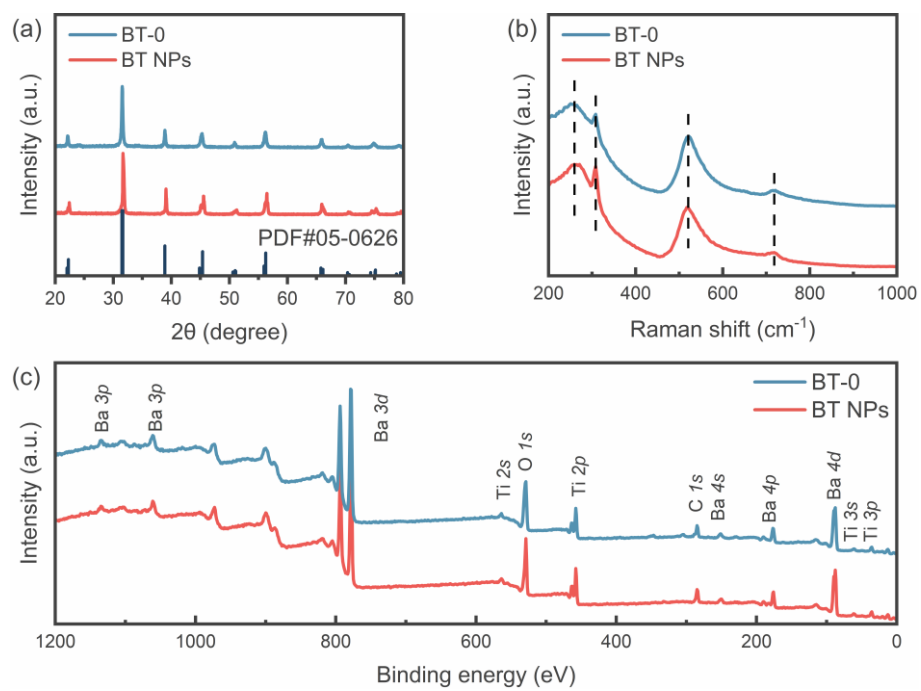 (a)
BT-0
BT NPs
PDF#05-0626
Intensity (a.u.)
20 30 40 50 60 70 80
2θ (degree)
(b)
BT-0
BT NPs
Intensity (a.u.)
200 400 600 800 1000
Raman shift (cm⁻¹)
(c)
BT-0
BT NPs
Ba 3p
Ba 3p
Ba 3d
Ti 2s
O 1s
Ti 2p
C 1s
Ba 4s
Ba 4p
Ba 4d
Ti 3s
Ti 3p
Intensity (a.u.)
1200 1000 800 600 400 200 0
Binding energy (eV)